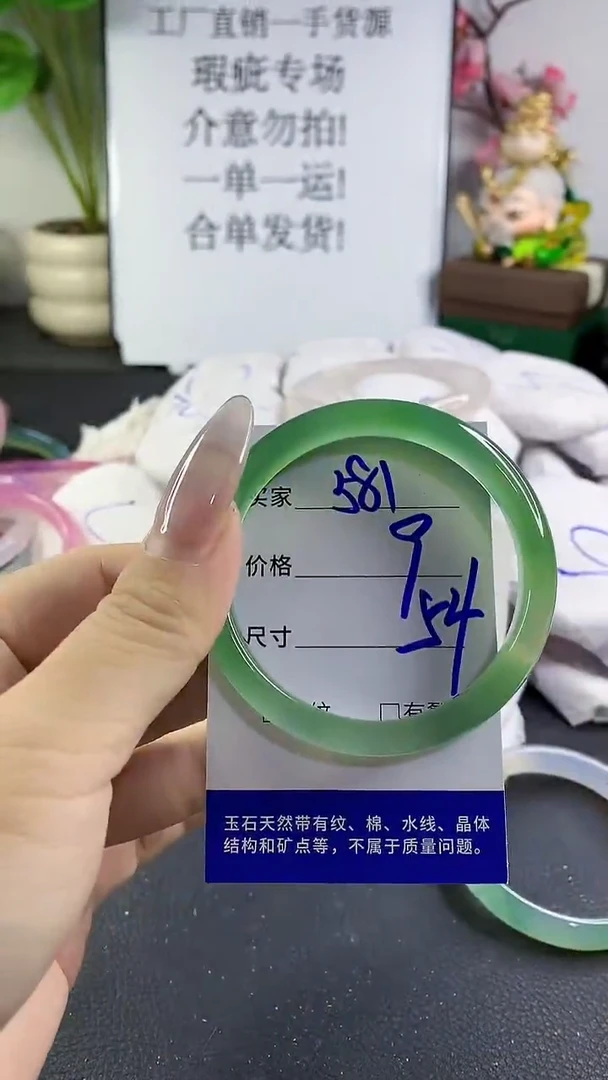 工厂直销一手货源
瑕疵专场
介意勿拍!
一单一运!
合单发货!
买家 581
价格 9
尺寸 54
纹 □有裂
玉石天然带有纹、棉、水线、晶体
结构和矿点等，不属于质量问题。